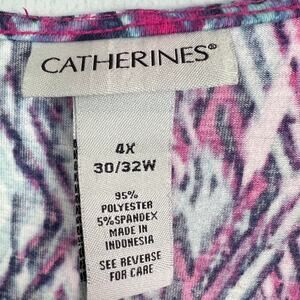 CATHERINES®
4X
30/32W
95%
POLYESTER
5%SPANDEX
MADE IN
INDONESIA
SEE REVERSE
FOR CARE